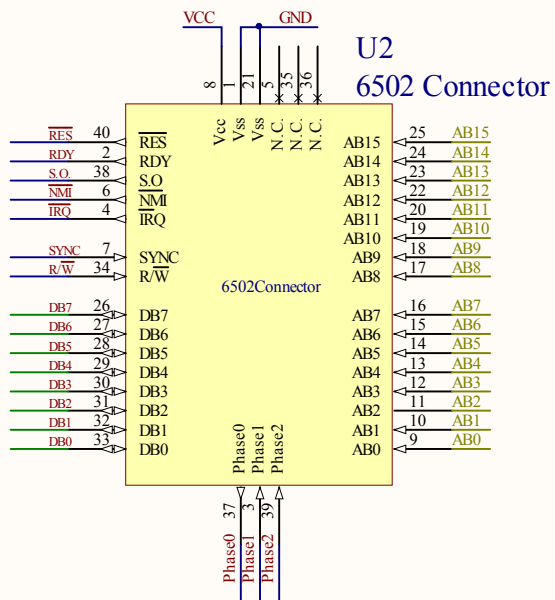 VCC GND
U2
6502 Connector
8 1 21 5 35 36
Vcc Vss Vss N.C. N.C. N.C.
RES 40 RES AB15 25 AB15
RDY 2 RDY AB14 24 AB14
S.O. 38 S.O AB13 23 AB13
NMI 6 NMI AB12 22 AB12
IRQ 4 IRQ AB11 20 AB11
AB10 19 AB10
SYNC 7 SYNC AB9 18 AB9
R/W 34 R/W AB8 17 AB8
6502Connector
DB7 26 DB7 AB7 16 AB7
DB6 27 DB6 AB6 15 AB6
DB5 28 DB5 AB5 14 AB5
DB4 29 DB4 AB4 13 AB4
DB3 30 DB3 AB3 12 AB3
DB2 31 DB2 AB2 11 AB2
DB1 32 DB1 AB1 10 AB1
DB0 33 DB0 AB0 9 AB0
Phase0 Phase1 Phase2
37 3 39
Phase0 Phase1 Phase2